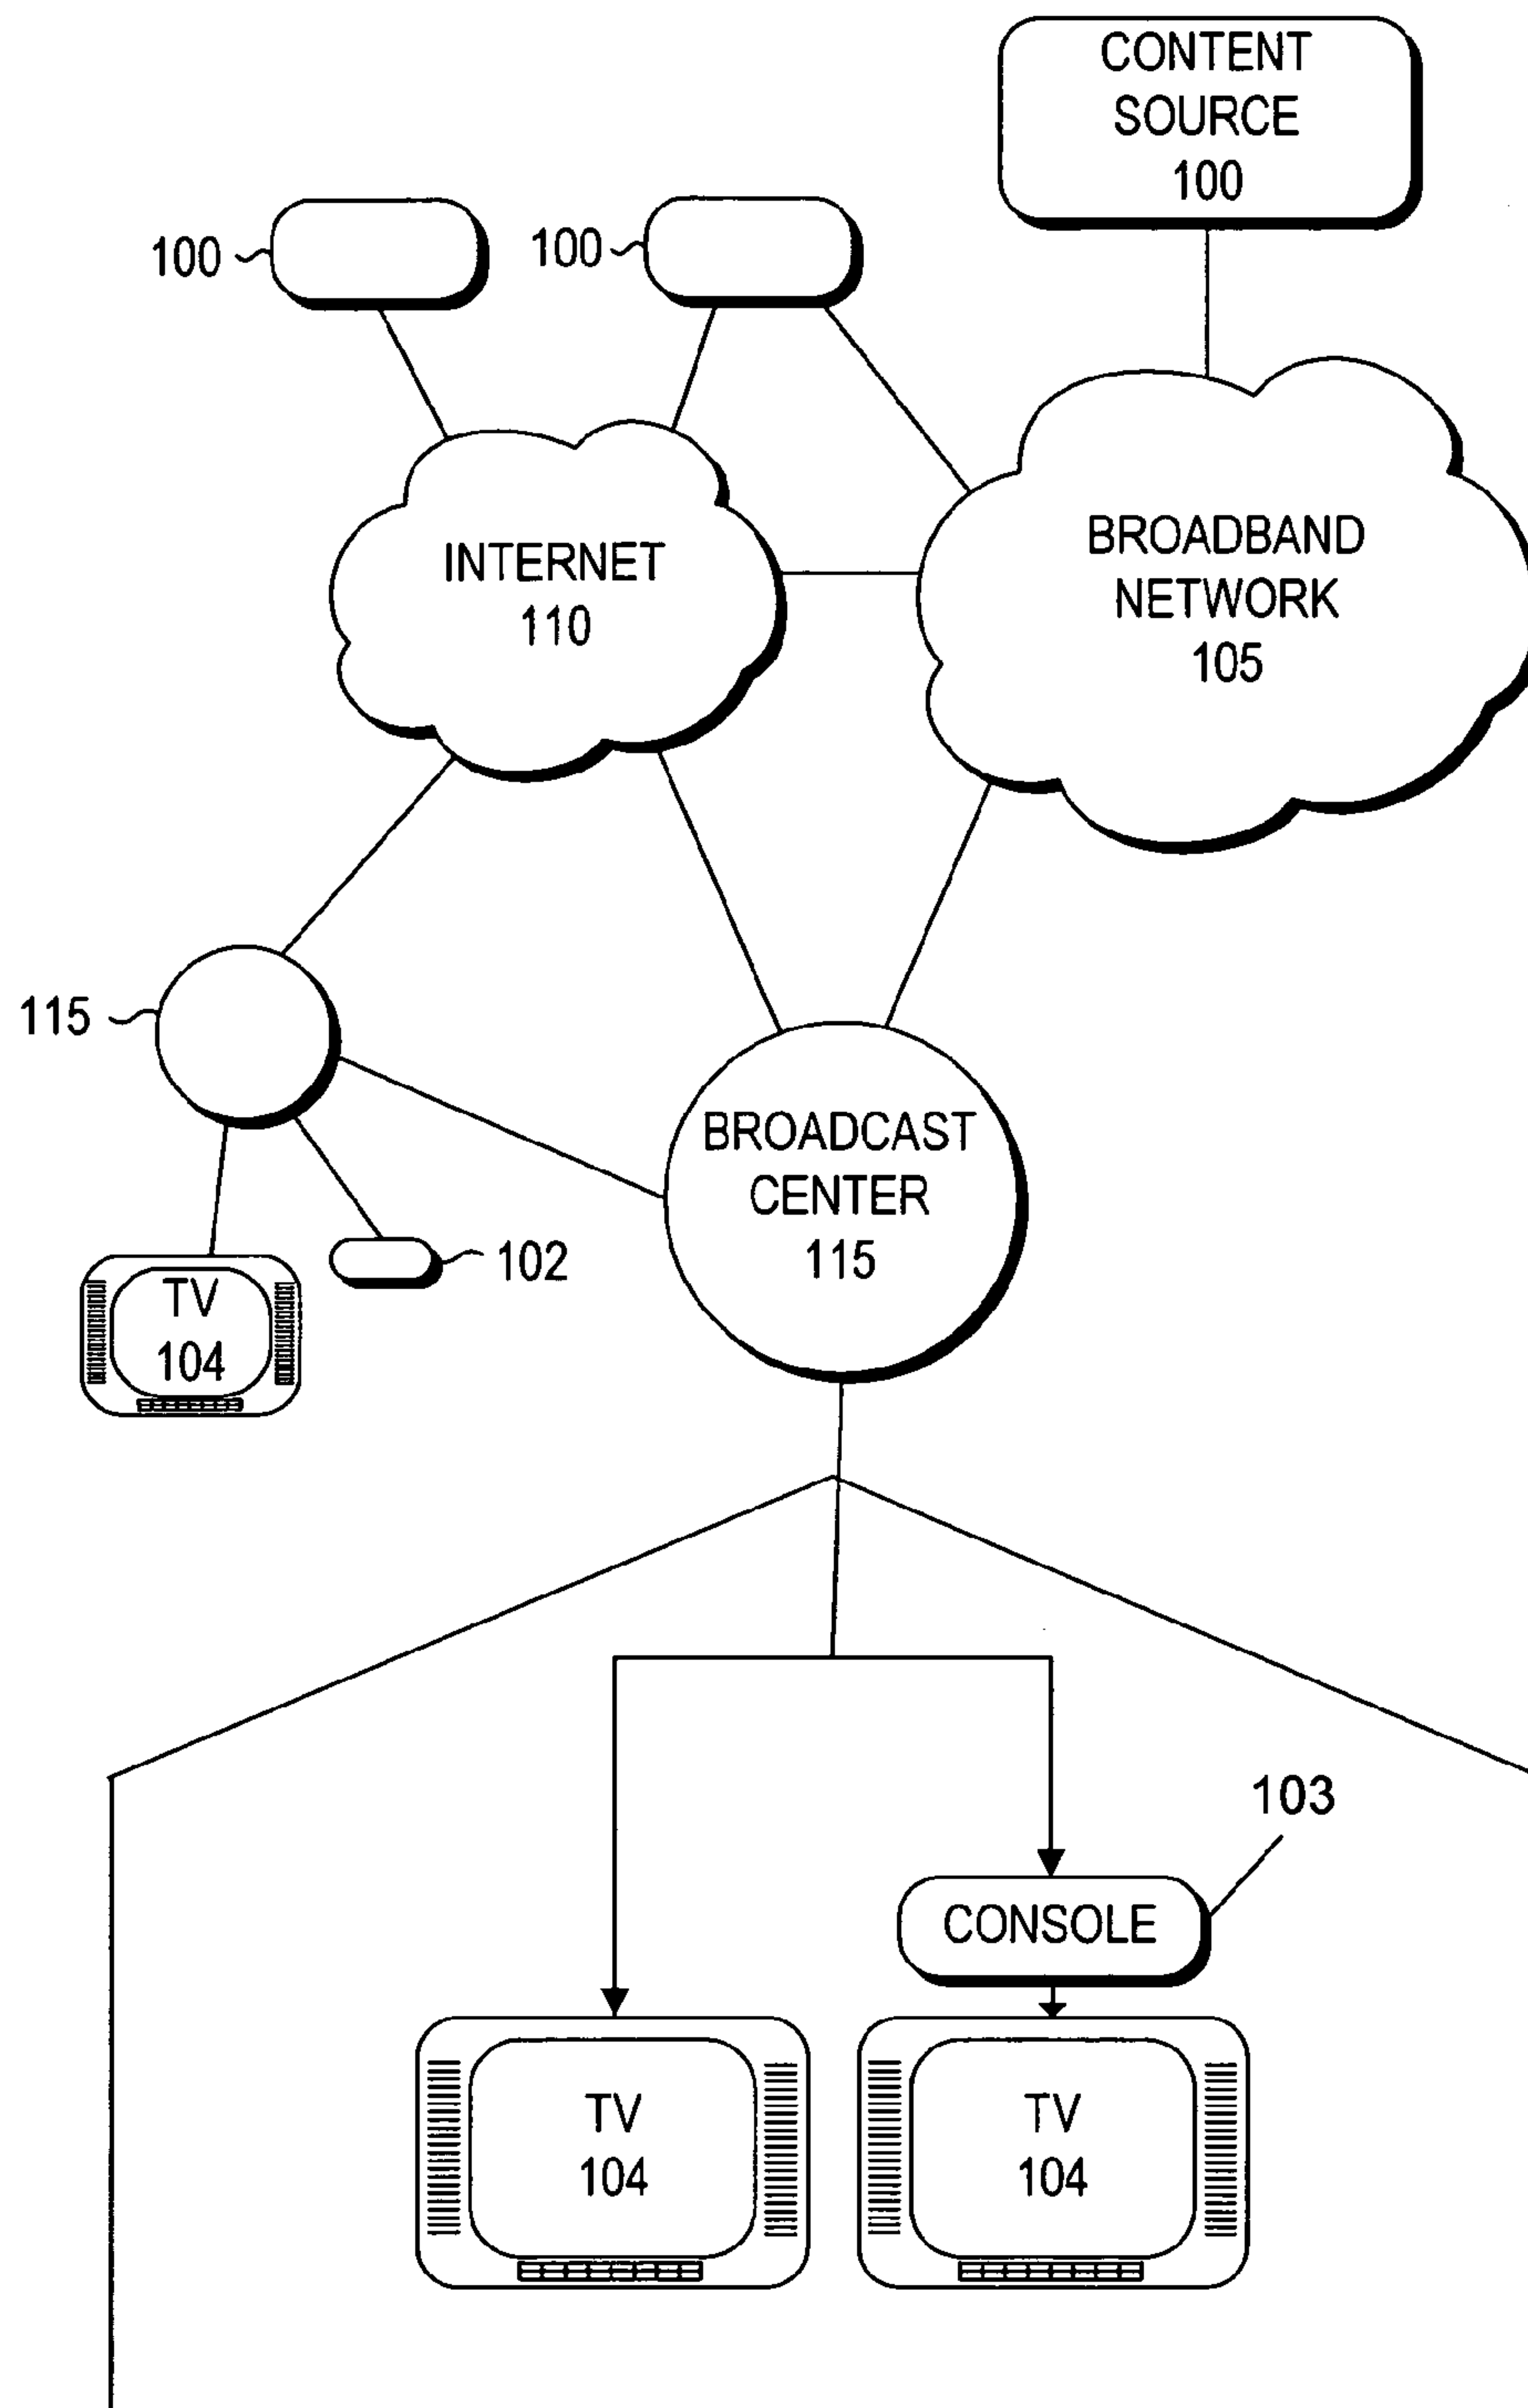 CONTENT
SOURCE
100
100
100
INTERNET
110
BROADBAND
NETWORK
105
115
BROADCAST
CENTER
115
102
TV
104
103
CONSOLE
TV
104
TV
104